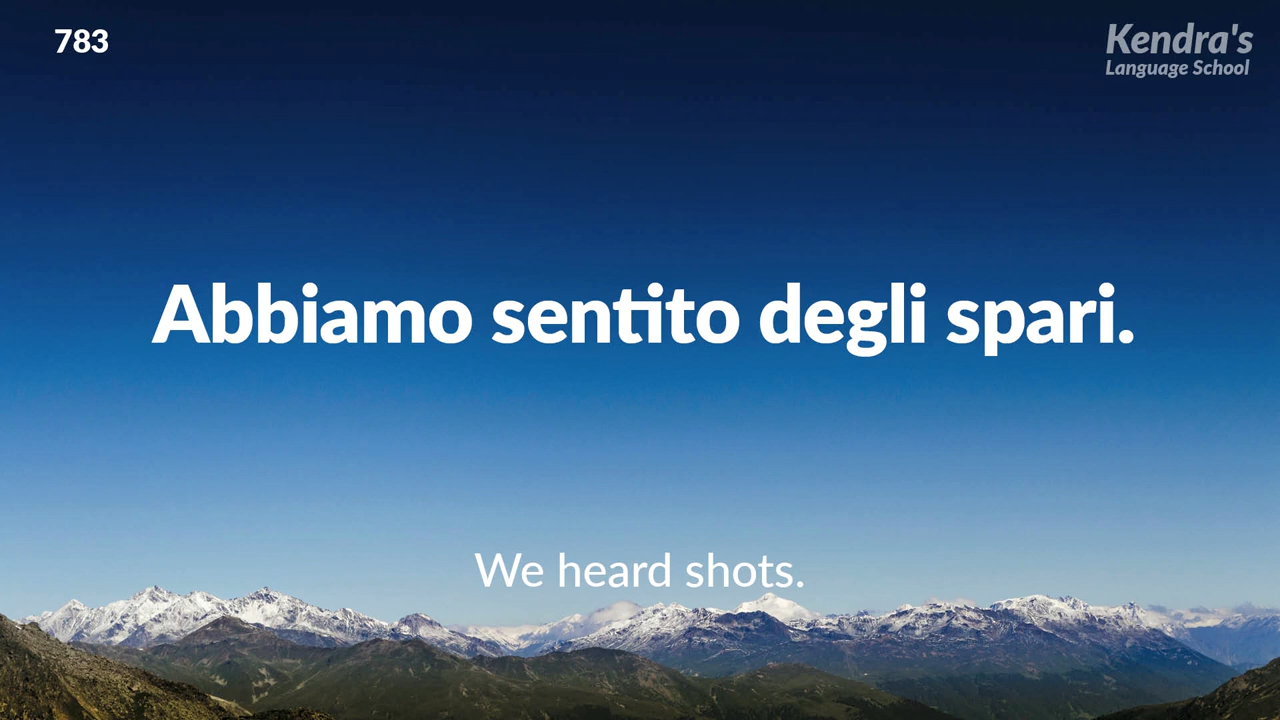 783
Kendra's
Language School
Abbiamo sentito degli spari.
We heard shots.